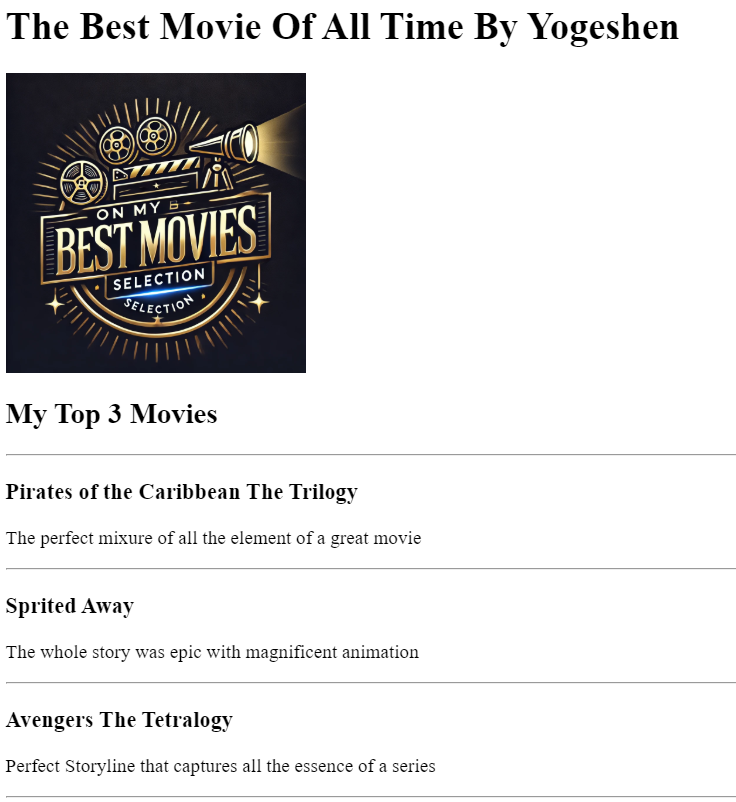 The Best Movie Of All Time By Yogeshen
ON MY
BEST MOVIES
SELECTION
SELECTION
My Top 3 Movies
Pirates of the Caribbean The Trilogy
The perfect mixure of all the element of a great movie
Sprited Away
The whole story was epic with magnificent animation
Avengers The Tetralogy
Perfect Storyline that captures all the essence of a series